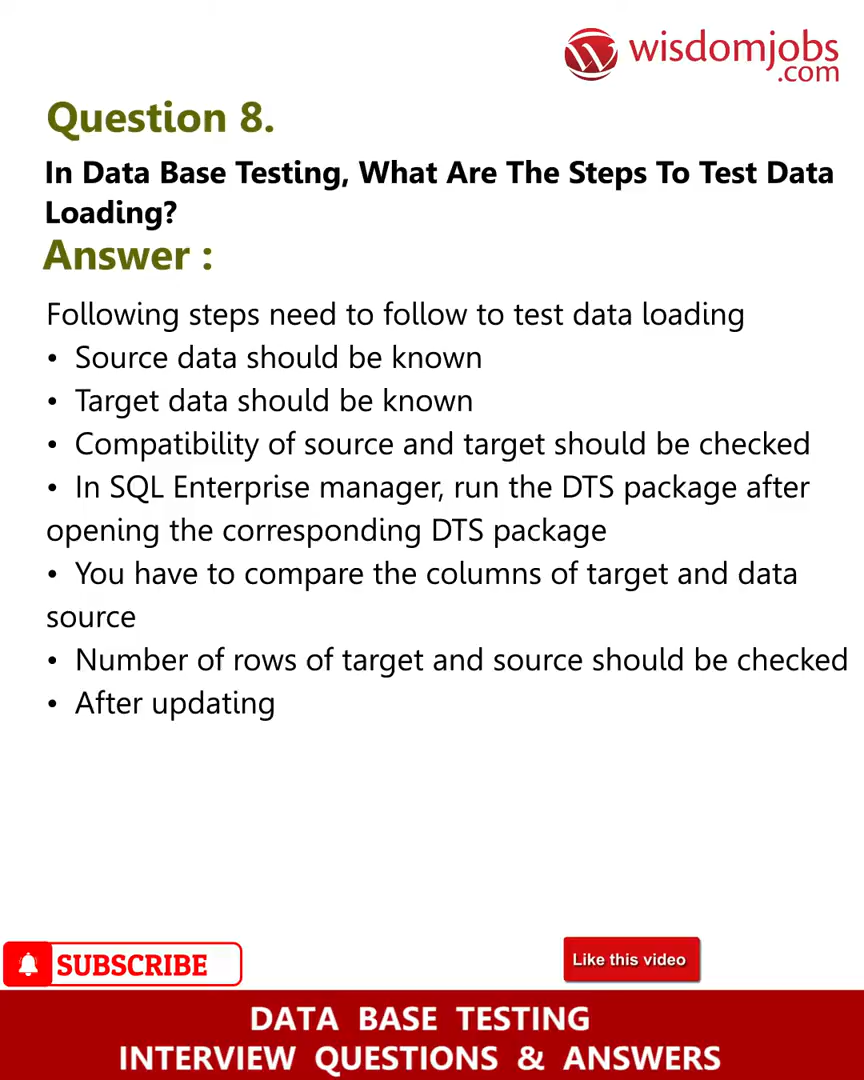 wisdomjobs
.com
Question 8.
In Data Base Testing, What Are The Steps To Test Data
Loading?
Answer :
Following steps need to follow to test data loading
• Source data should be known
• Target data should be known
• Compatibility of source and target should be checked
• In SQL Enterprise manager, run the DTS package after
opening the corresponding DTS package
• You have to compare the columns of target and data
source
• Number of rows of target and source should be checked
• After updating
SUBSCRIBE
Like this video
DATA BASE TESTING
INTERVIEW QUESTIONS & ANSWERS